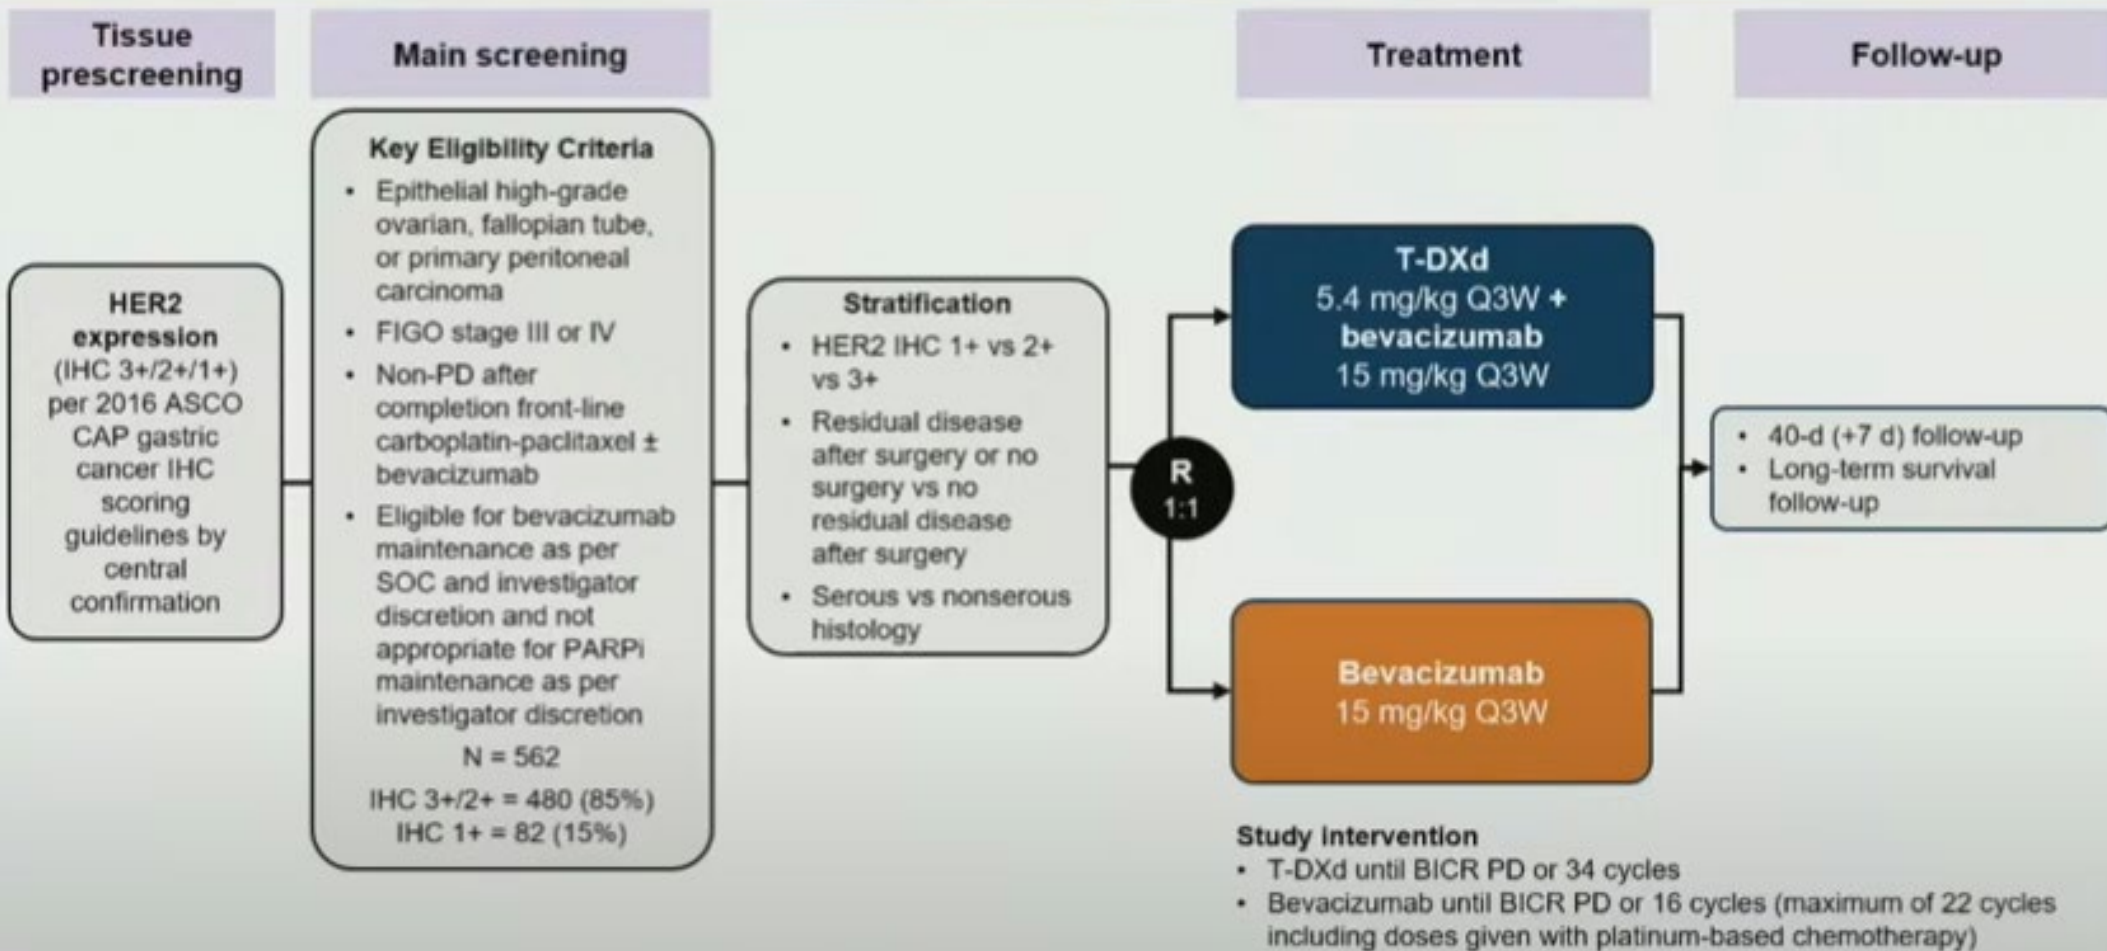 Tissue
prescreening
Main screening
Treatment
Follow-up
HER2
expression
(IHC 3+/2+/1+)
per 2016 ASCO
CAP gastric
cancer IHC
scoring
guidelines by
central
confirmation
Key Eligibility Criteria
• Epithelial high-grade
ovarian, fallopian tube,
or primary peritoneal
carcinoma
• FIGO stage III or IV
• Non-PD after
completion front-line
carboplatin-paclitaxel ±
bevacizumab
• Eligible for bevacizumab
maintenance as per
SOC and investigator
discretion and not
appropriate for PARPi
maintenance as per
investigator discretion
N = 562
IHC 3+/2+ = 480 (85%)
IHC 1+ = 82 (15%)
Stratification
• HER2 IHC 1+ vs 2+
vs 3+
• Residual disease
after surgery or no
surgery vs no
residual disease
after surgery
• Serous vs nonserous
histology
R
1:1
T-DXd
5.4 mg/kg Q3W +
bevacizumab
15 mg/kg Q3W
Bevacizumab
15 mg/kg Q3W
• 40-d (+7 d) follow-up
• Long-term survival
follow-up
Study intervention
• T-DXd until BICR PD or 34 cycles
• Bevacizumab until BICR PD or 16 cycles (maximum of 22 cycles
including doses given with platinum-based chemotherapy)